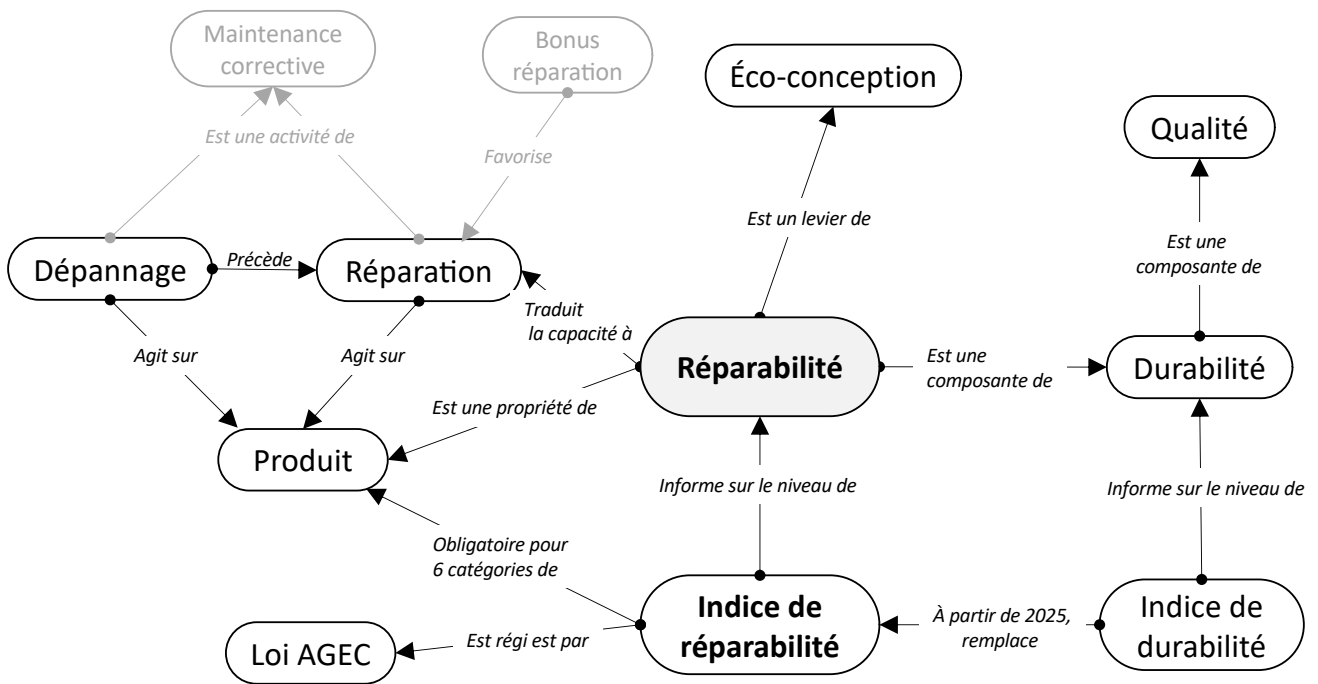 Maintenance
corrective
Bonus
réparation
Éco-conception
Qualité
Est une activité de
Favorise
Est un levier de
Est une
composante de
Dépannage
Précède
Réparation
Traduit
la capacité à
Réparabilité
Est une
composante de
Durabilité
Agit sur
Agit sur
Est une propriété de
Produit
Informe sur le niveau de
Informe sur le niveau de
Obligatoire pour
6 catégories de
Indice de
réparabilité
À partir de 2025,
remplace
Indice de
durabilité
Est régi est par
Loi AGEC